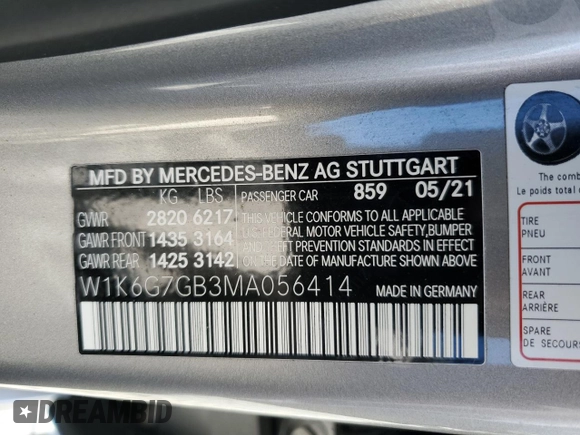 MFD BY MERCEDES-BENZ AG STUTTGART
KG LBS PASSENGER CAR 859 05/21
GVWR 2820 6217 THIS VEHICLE CONFORMS TO ALL APPLICABLE
GAWR FRONT 1435 3164 U.S. FEDERAL MOTOR VEHICLE SAFETY, BUMPER
AND THEFT PREVENTION STANDARDS IN EFFECT
GAWR REAR 1425 3142 ON THE DATE OF MANUFACTURE SHOWN ABOVE.
W1K6G7GB3MA056414 MADE IN GERMANY
The comb
Le poids total
TIRE
PNEU
FRONT
AVANT
REAR
ARRIÈRE
SPARE
DE SECOURS
DREAMBID